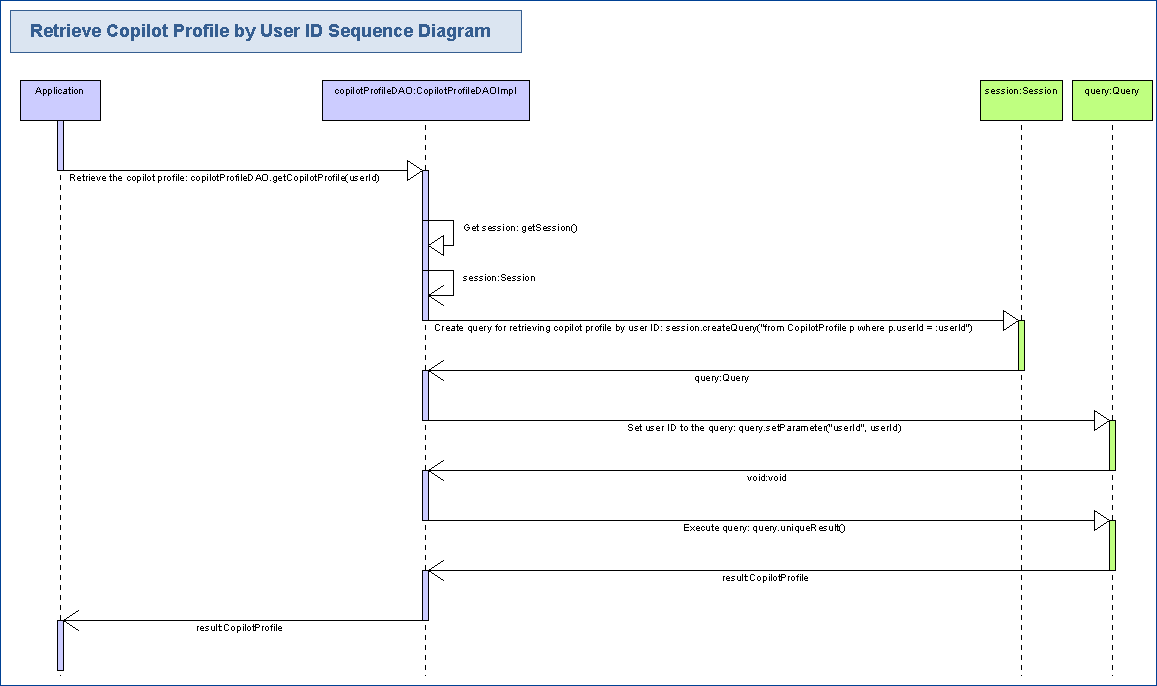 Retrieve Copilot Profile by User ID Sequence Diagram
Application
copilotProfileDAO:CopilotProfileDAOImpl
session:Session
query:Query
Retrieve the copilot profile: copilotProfileDAO.getCopilotProfile(userId)
Get session: getSession()
session:Session
Create query for retrieving copilot profile by user ID: session.createQuery("from CopilotProfile p where p.userId = :userId")
query:Query
Set user ID to the query: query.setParameter("userId", userId)
void:void
Execute query: query.uniqueResult()
result:CopilotProfile
result:CopilotProfile